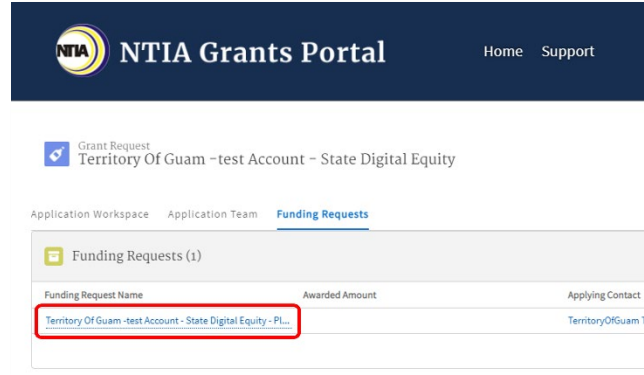 NTIA
NTIA Grants Portal
Home Support
Grant Request
Territory Of Guam -test Account - State Digital Equity
Application Workspace Application Team Funding Requests
Funding Requests (1)
Funding Request Name Awarded Amount Applying Contact
Territory Of Guam -test Account - State Digital Equity - Pl... TerritoryOfGuam T